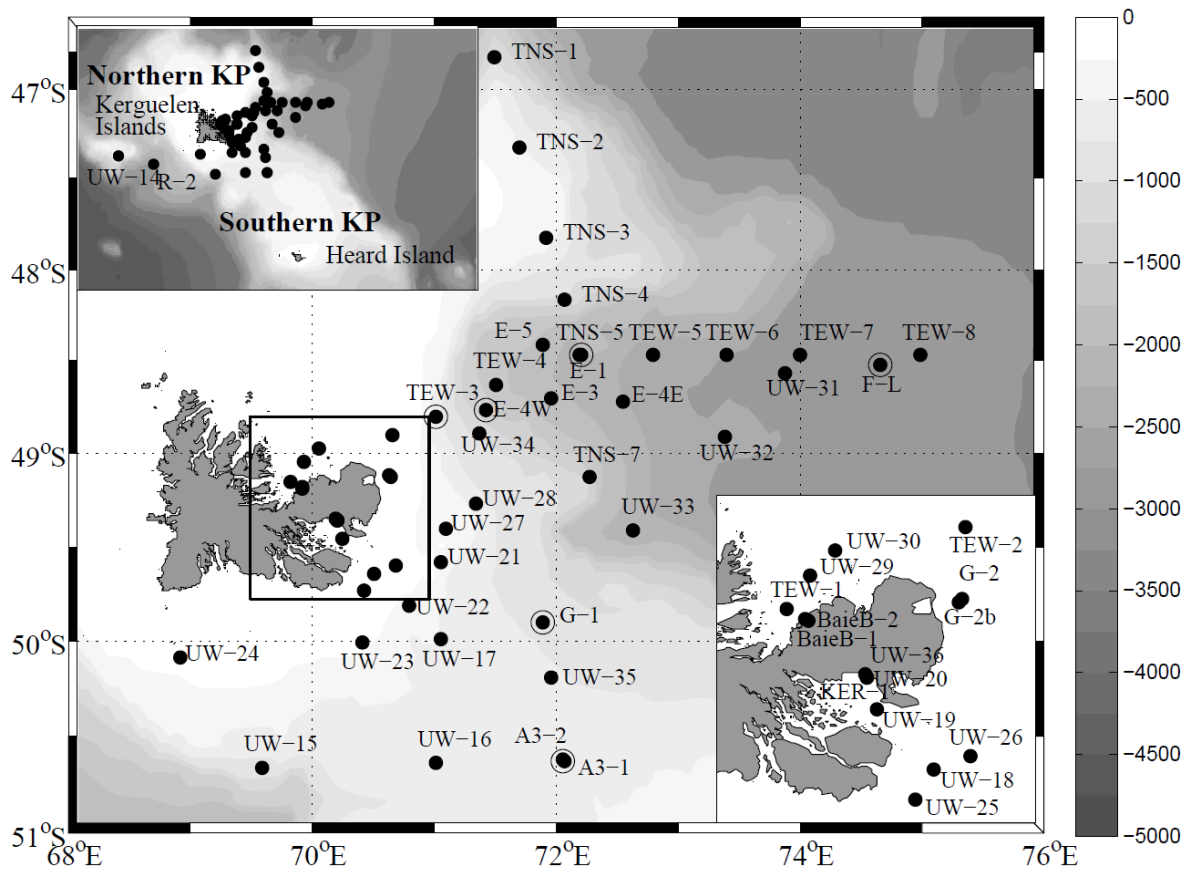 TNS−1
0
47°S
Northern KP
Kerguelen
Islands
−500
TNS−2
UW−14
R−2
−1000
Southern KP
TNS−3
Heard Island
−1500
48°S
TNS−4
E−5
TNS−5
TEW−5
TEW−6
TEW−7
TEW−8
−2000
TEW−4
E−1
F−L
TEW−3
E−4W
E−3
E−4E
UW−31
−2500
UW−34
UW−32
49°S
TNS−7
−3000
UW−28
UW−33
UW−27
UW−30
TEW−2
UW−21
UW−29
G−2
−3500
UW−22
TEW−1
G−1
BaieB−2
G−2b
50°S
BaieB−1
UW−24
UW−23
UW−17
UW−36
−4000
UW−35
UW−20
KER−1
UW−19
UW−15
UW−16
A3−2
UW−26
−4500
A3−1
UW−18
UW−25
51°S
−5000
68°E
70°E
72°E
74°E
76°E